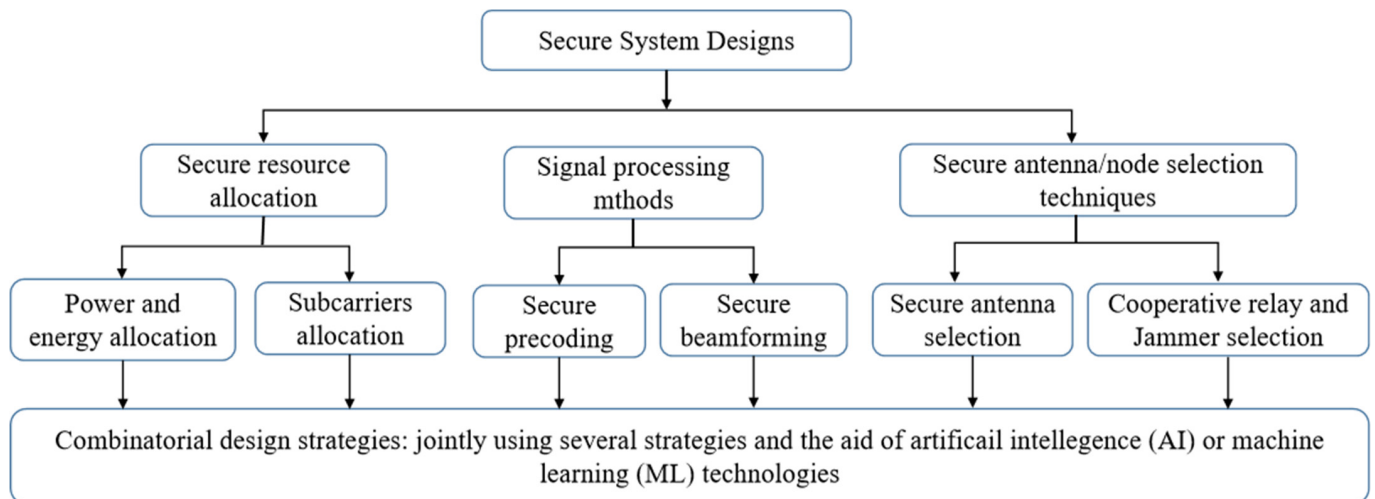 Secure System Designs
Secure resource
allocation
Signal processing
mthods
Secure antenna/node selection
techniques
Power and
energy allocation
Subcarriers
allocation
Secure
precoding
Secure
beamforming
Secure antenna
selection
Cooperative relay and
Jammer selection
Combinatorial design strategies: jointly using several strategies and the aid of artificail intellegence (AI) or machine
learning (ML) technologies